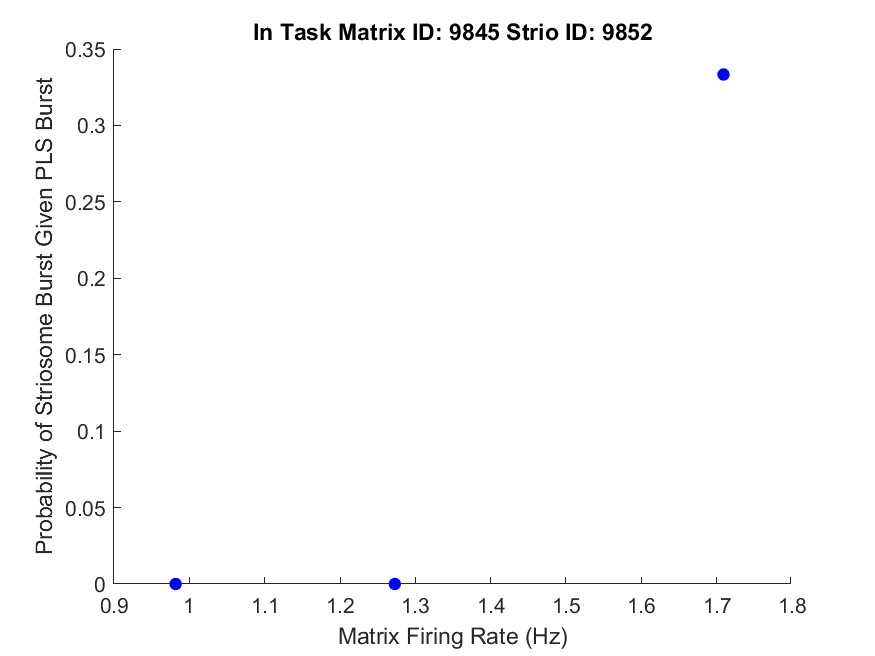 In Task Matrix ID: 9845 Strio ID: 9852
Probability of Striosome Burst Given PLS Burst
0.35
0.3
0.25
0.2
0.15
0.1
0.05
0
0.9 1 1.1 1.2 1.3 1.4 1.5 1.6 1.7 1.8
Matrix Firing Rate (Hz)